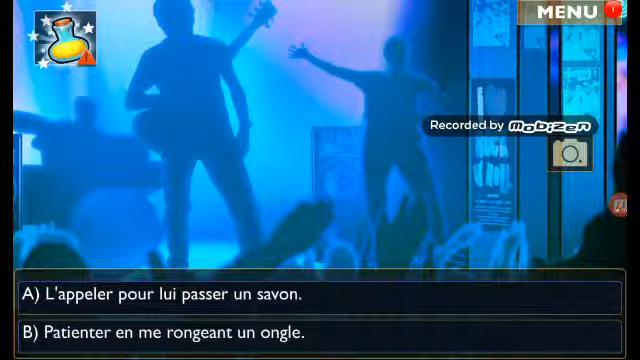 MENU
Recorded by mobizen
A) L'appeler pour lui passer un savon.
B) Patienter en me rongeant un ongle.